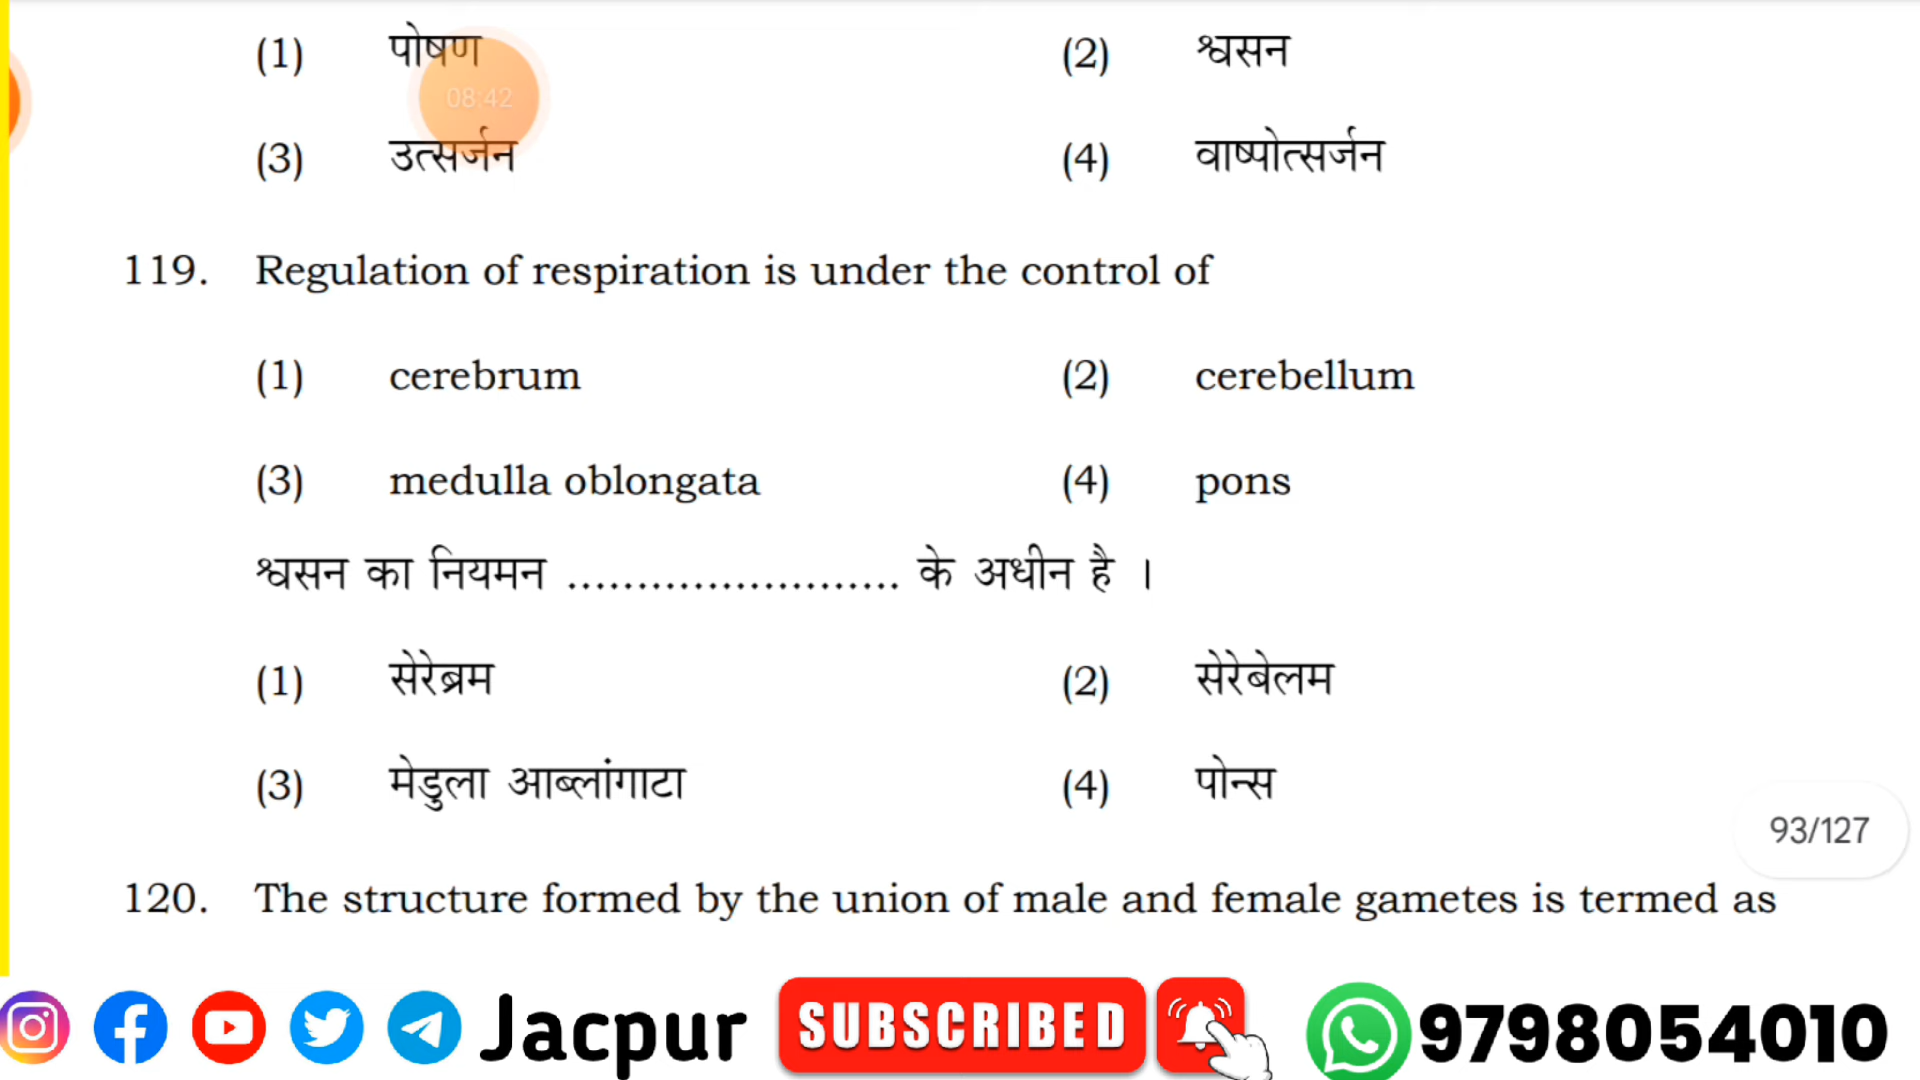 (1) पोषण (2) श्वसन
08:42
(3) उत्सर्जन (4) वाष्पोत्सर्जन
119. Regulation of respiration is under the control of
(1) cerebrum (2) cerebellum
(3) medulla oblongata (4) pons
श्वसन का नियमन ........................ के अधीन है ।
(1) सेरेब्रम (2) सेरेबेलम
(3) मेडुला आब्लांगाटा (4) पोन्स
93/127
120. The structure formed by the union of male and female gametes is termed as
Jacpur SUBSCRIBED 9798054010